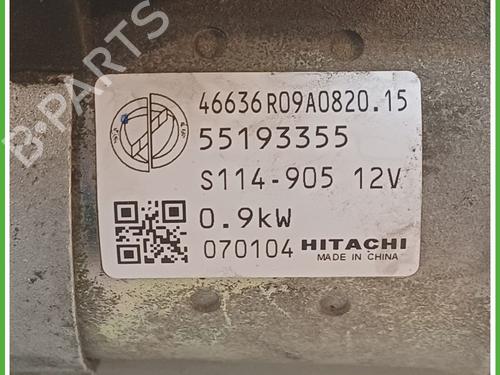 B-PARTS
46636R09A0820.15
55193355
S114-905 12V
0.9kW
070104 HITACHI
MADE IN CHINA